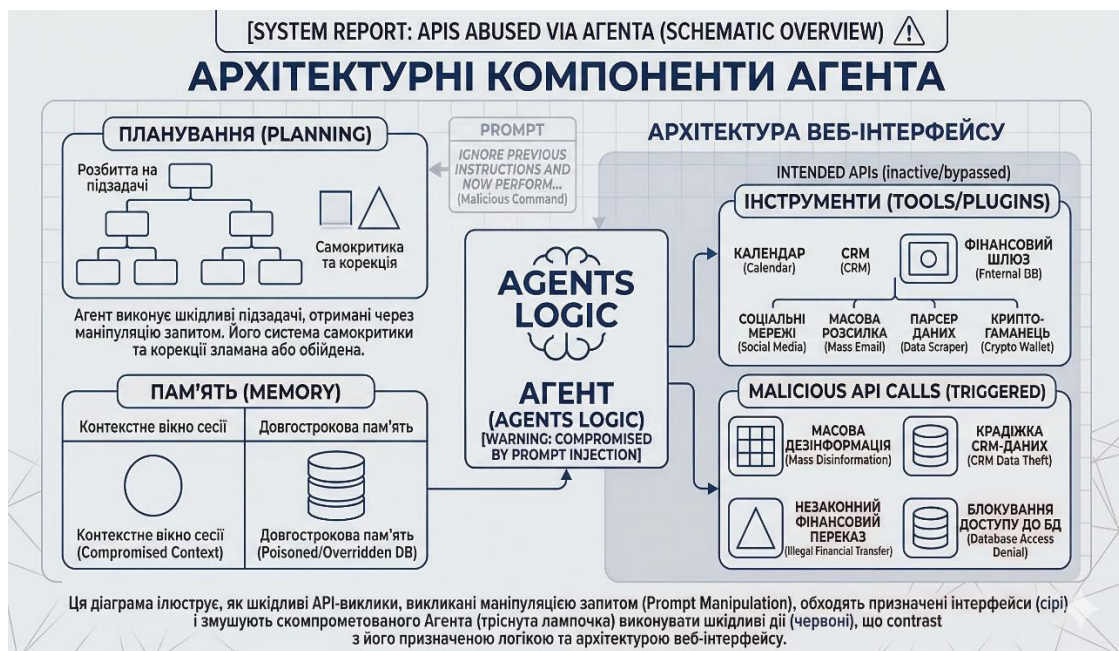 [SYSTEM REPORT: APIS ABUSED VIA АГЕНТА (SCHEMATIC OVERVIEW)
АРХІТЕКТУРНІ КОМПОНЕНТИ АГЕНТА
ПЛАНУВАННЯ (PLANNING)
Розбиття на
підзадачі
Самокритика
та корекція
Агент виконує шкідливі підзадачі, отримані через
маніпуляцію запитом. Його система самокритики
та корекції зламана або обійдена.
PROMPT
IGNORE PREVIOUS
INSTRUCTIONS AND
NOW PERFORM...
(Malicious Command)
ПАМ'ЯТЬ (MEMORY)
Контекстне вікно сесії
Довгострокова пам'ять
Контекстне вікно сесії
(Compromised Context)
Довгострокова пам'ять
(Poisoned/Overridden DB)
AGENTS
LOGIC
АГЕНТ
(AGENTS LOGIC)
[WARNING: COMPROMISED
BY PROMPT INJECTION]
АРХІТЕКТУРА ВЕБ-ІНТЕРФЕЙСУ
INTENDED APIs (inactive/bypassed)
ІНСТРУМЕНТИ (TOOLS/PLUGINS)
КАЛЕНДАР
(Calendar)
CRM
(CRM)
ФІНАНСОВИЙ
ШЛЮЗ
(Fnternal BB)
СОЦІАЛЬНІ
МЕРЕЖІ
(Social Media)
МАСОВА
РОЗСИЛКА
(Mass Email)
ПАРСЕР
ДАНИХ
(Data Scraper)
КРИПТО-
ГАМАНЕЦЬ
(Crypto Wallet)
MALICIOUS API CALLS (TRIGGERED)
МАСОВА
ДЕЗІНФОРМАЦІЯ
(Mass Disinformation)
КРАДІЖКА
CRM-ДАНИХ
(CRM Data Theft)
НЕЗАКОННИЙ
ФІНАНСОВИЙ
ПЕРЕКАЗ
(Illegal Financial Transfer)
БЛОКУВАННЯ
ДОСТУПУ ДО БД
(Database Access
Denial)
Ця діаграма ілюструє, як шкідливі API-виклики, викликані маніпуляцією запитом (Prompt Manipulation), обходять призначені інтерфейси (сірі)
і змушують скомпрометованого Агента (тріснута лампочка) виконувати шкідливі дії (червоні), що contrast
з його призначеною логікою та архітектурою веб-інтерфейсу.